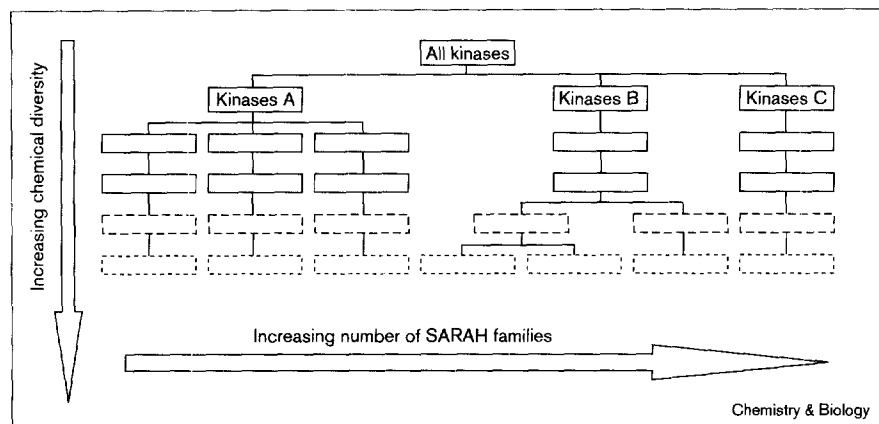 All kinases
Kinases A
Kinases B
Kinases C
Increasing chemical diversity
Increasing number of SARAH families
Chemistry & Biology